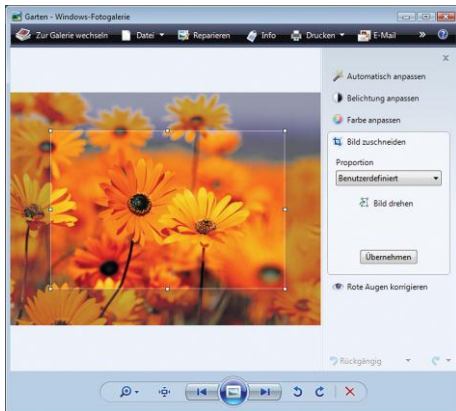 Garten - Windows-Fotogalerie
Zur Galerie wechseln Datei Reparieren Info Drucken E-Mail »
Automatisch anpassen
Belichtung anpassen
Farbe anpassen
Bild zuschneiden
Proportion
Benutzerdefiniert
Bild drehen
Übernehmen
Rote Augen korrigieren
Rückgängig